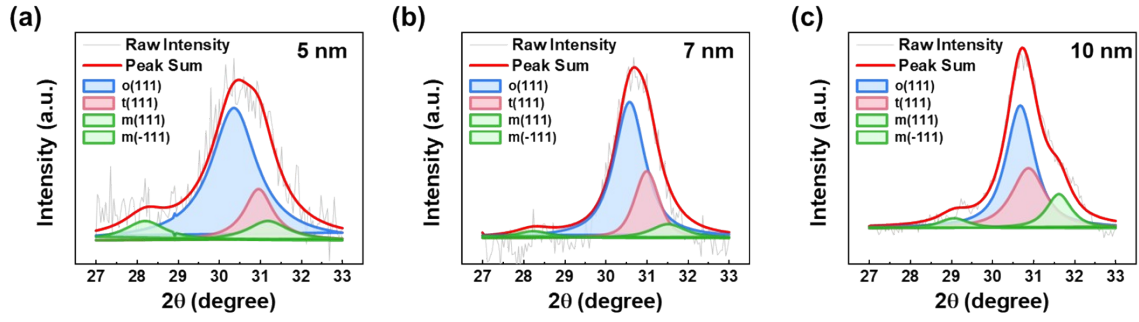 (a)
Raw Intensity
5 nm
Peak Sum
o(111)
t(111)
m(111)
m(-111)
Intensity (a.u.)
27 28 29 30 31 32 33
2θ (degree)
(b)
Raw Intensity
7 nm
Peak Sum
o(111)
t(111)
m(111)
m(-111)
Intensity (a.u.)
27 28 29 30 31 32 33
2θ (degree)
(c)
Raw Intensity
10 nm
Peak Sum
o(111)
t(111)
m(111)
m(-111)
Intensity (a.u.)
27 28 29 30 31 32 33
2θ (degree)